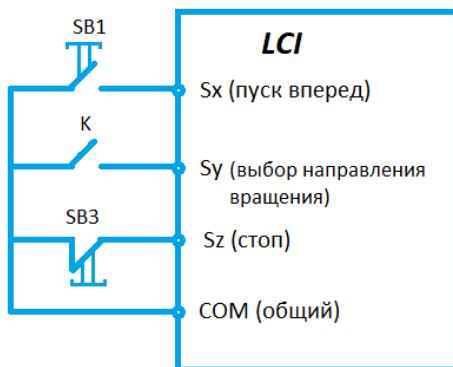 LCI
SB1
Sx (пуск вперед)
K
Sy (выбор направления
вращения)
SB3
Sz (стоп)
COM (общий)